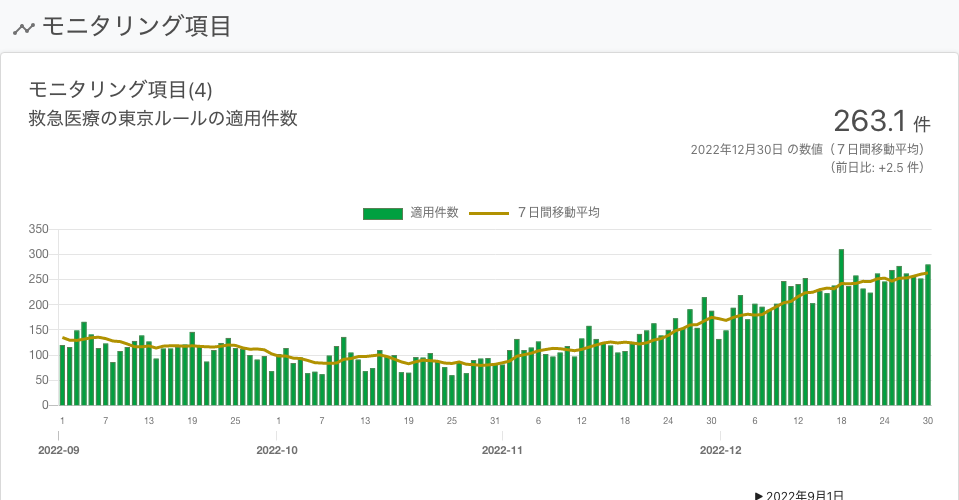 モニタリング項目
モニタリング項目(4)
救急医療の東京ルールの適用件数
263.1 件
2022年12月30日 の数値（７日間移動平均）
（前日比: +2.5 件）
適用件数 ７日間移動平均
350
300
250
200
150
100
50
0
1 7 13 19 25 1 7 13 19 25 31 6 12 18 24 30 6 12 18 24 30
2022-09 2022-10 2022-11 2022-12
▶ 2022年9月1日